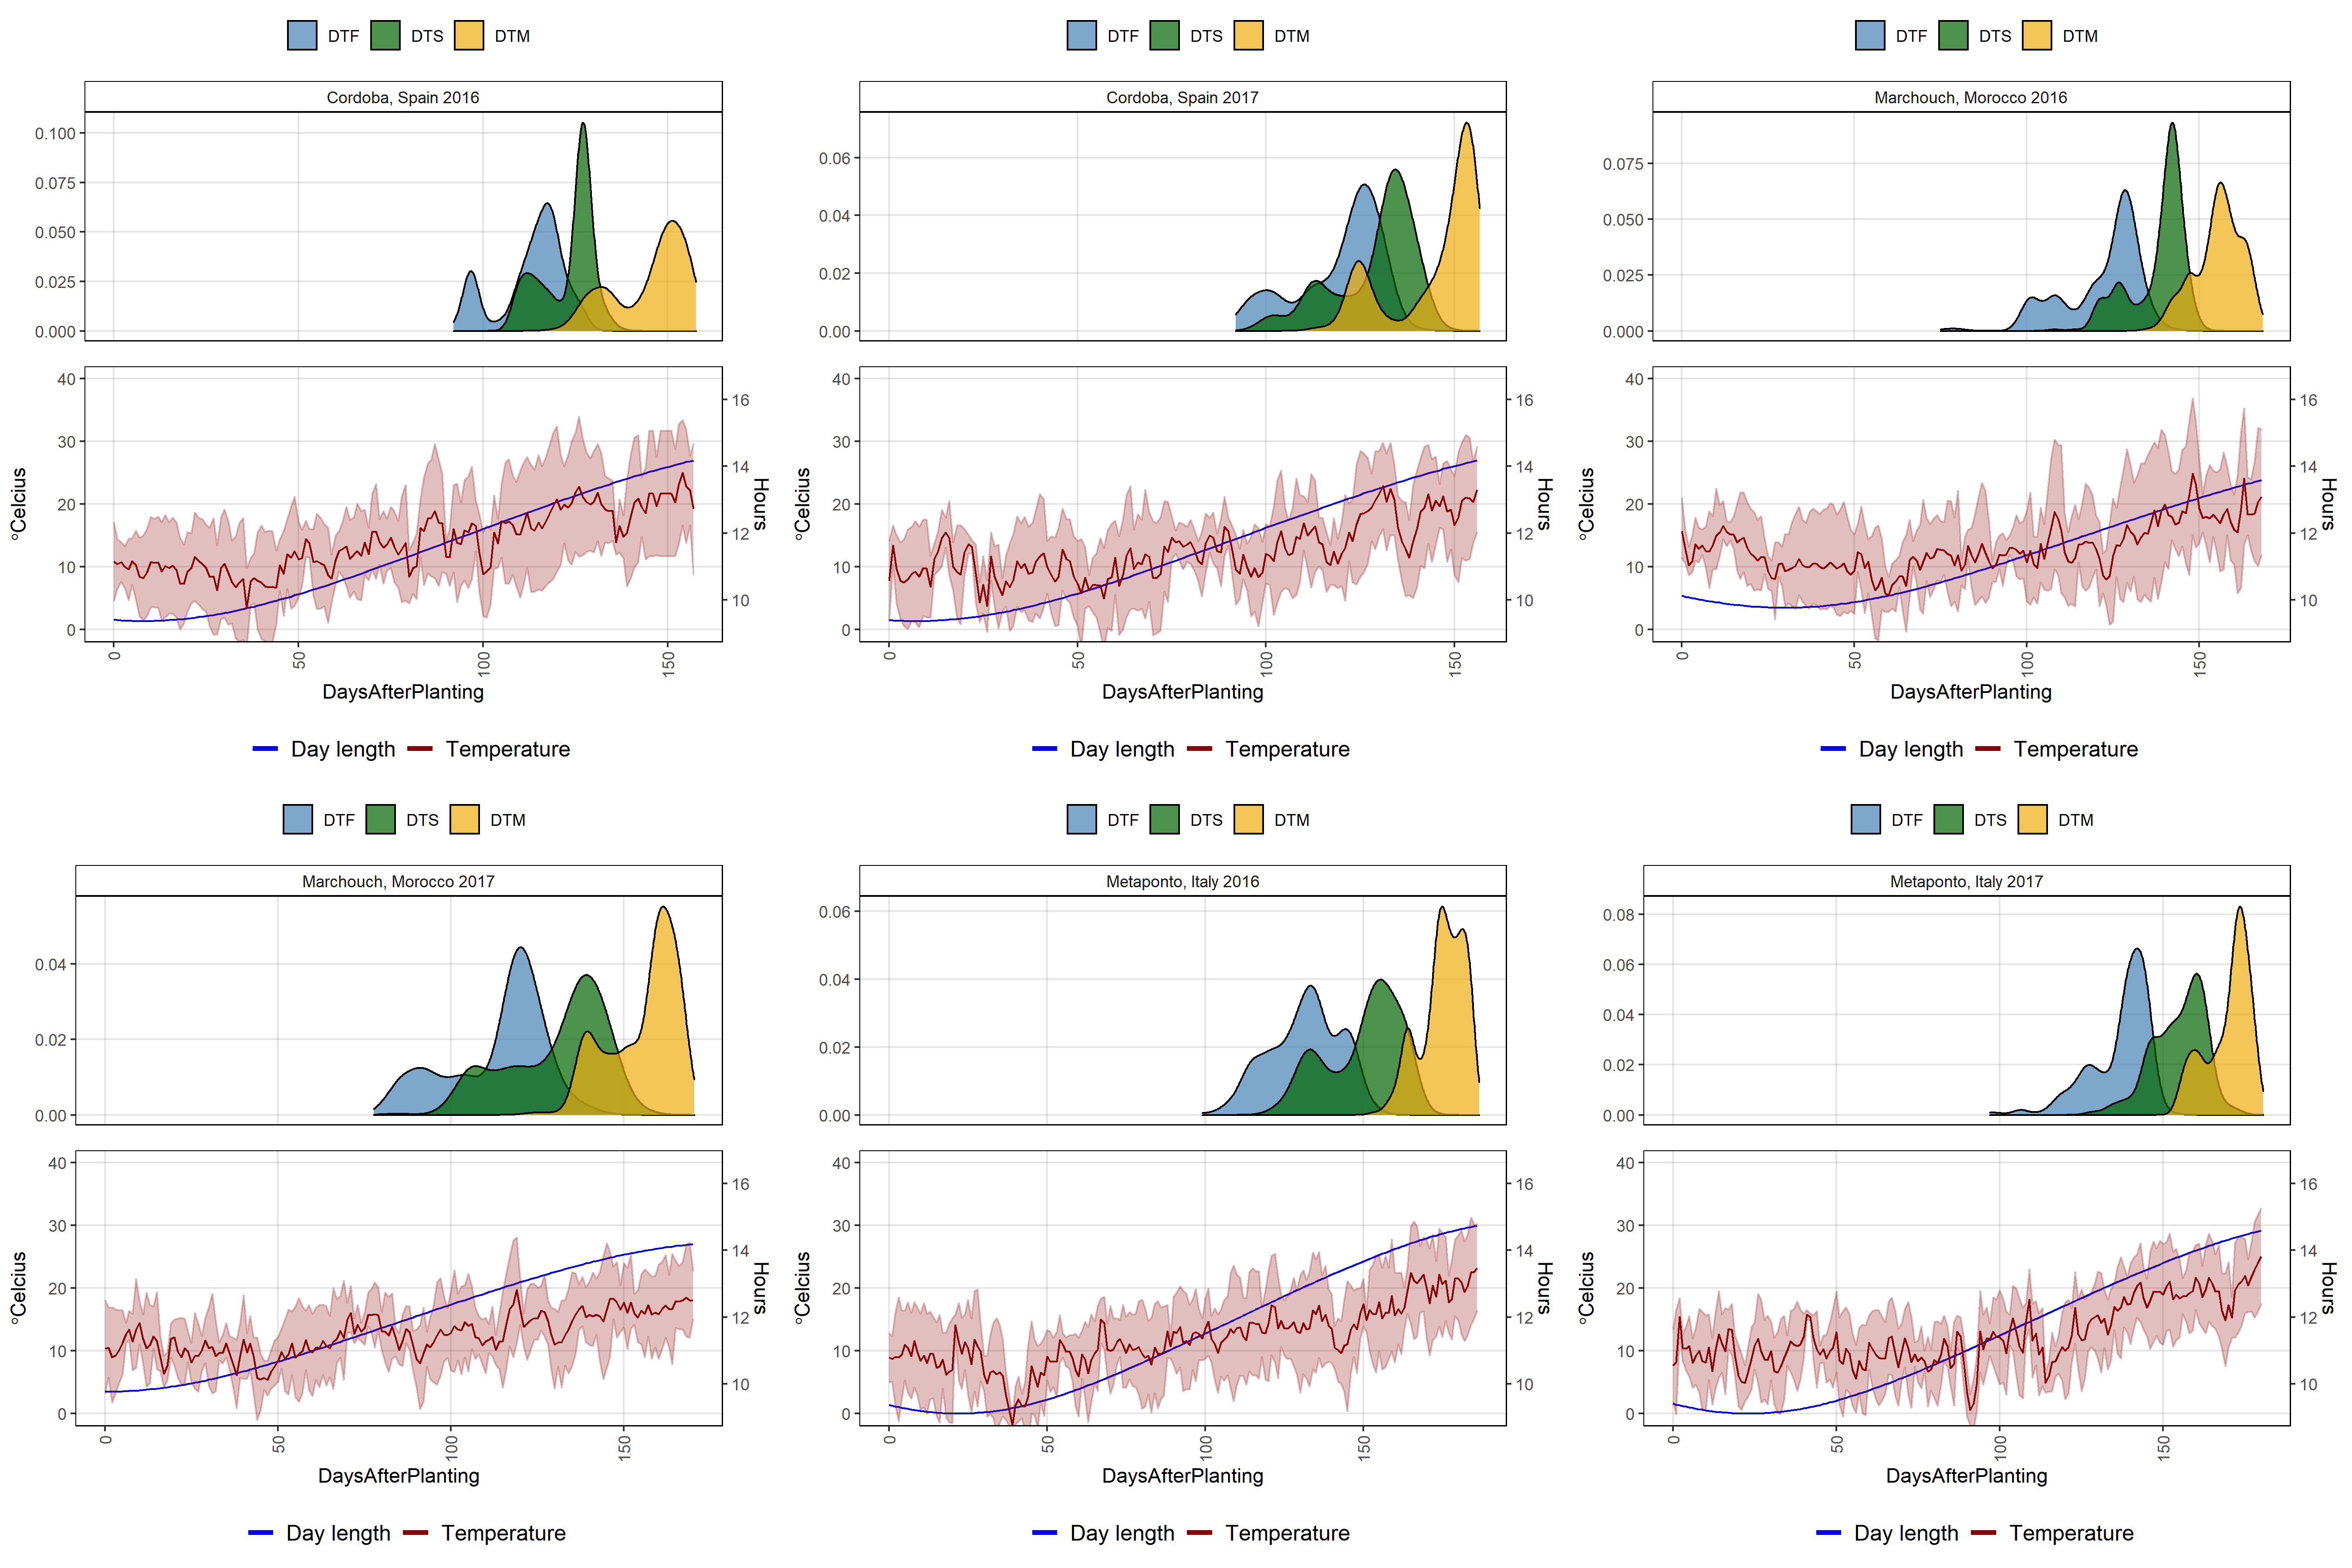 DTF DTS DTM
DTF DTS DTM
DTF DTS DTM
Cordoba, Spain 2016
Cordoba, Spain 2017
Marchouch, Morocco 2016
0.100
0.075
0.050
0.025
0.000
0.06
0.04
0.02
0.00
0.075
0.050
0.025
0.000
40
30
20
10
0
°Celcius
16
14
12
10
Hours
0 50 100 150
DaysAfterPlanting
40
30
20
10
0
°Celcius
16
14
12
10
Hours
0 50 100 150
DaysAfterPlanting
40
30
20
10
0
°Celcius
16
14
12
10
Hours
0 50 100 150
DaysAfterPlanting
Day length Temperature
Day length Temperature
Day length Temperature
DTF DTS DTM
DTF DTS DTM
DTF DTS DTM
Marchouch, Morocco 2017
Metaponto, Italy 2016
Metaponto, Italy 2017
0.04
0.02
0.00
0.06
0.04
0.02
0.00
0.08
0.06
0.04
0.02
0.00
40
30
20
10
0
°Celcius
16
14
12
10
Hours
0 50 100 150
DaysAfterPlanting
40
30
20
10
0
°Celcius
16
14
12
10
Hours
0 50 100 150
DaysAfterPlanting
40
30
20
10
0
°Celcius
16
14
12
10
Hours
0 50 100 150
DaysAfterPlanting
Day length Temperature
Day length Temperature
Day length Temperature